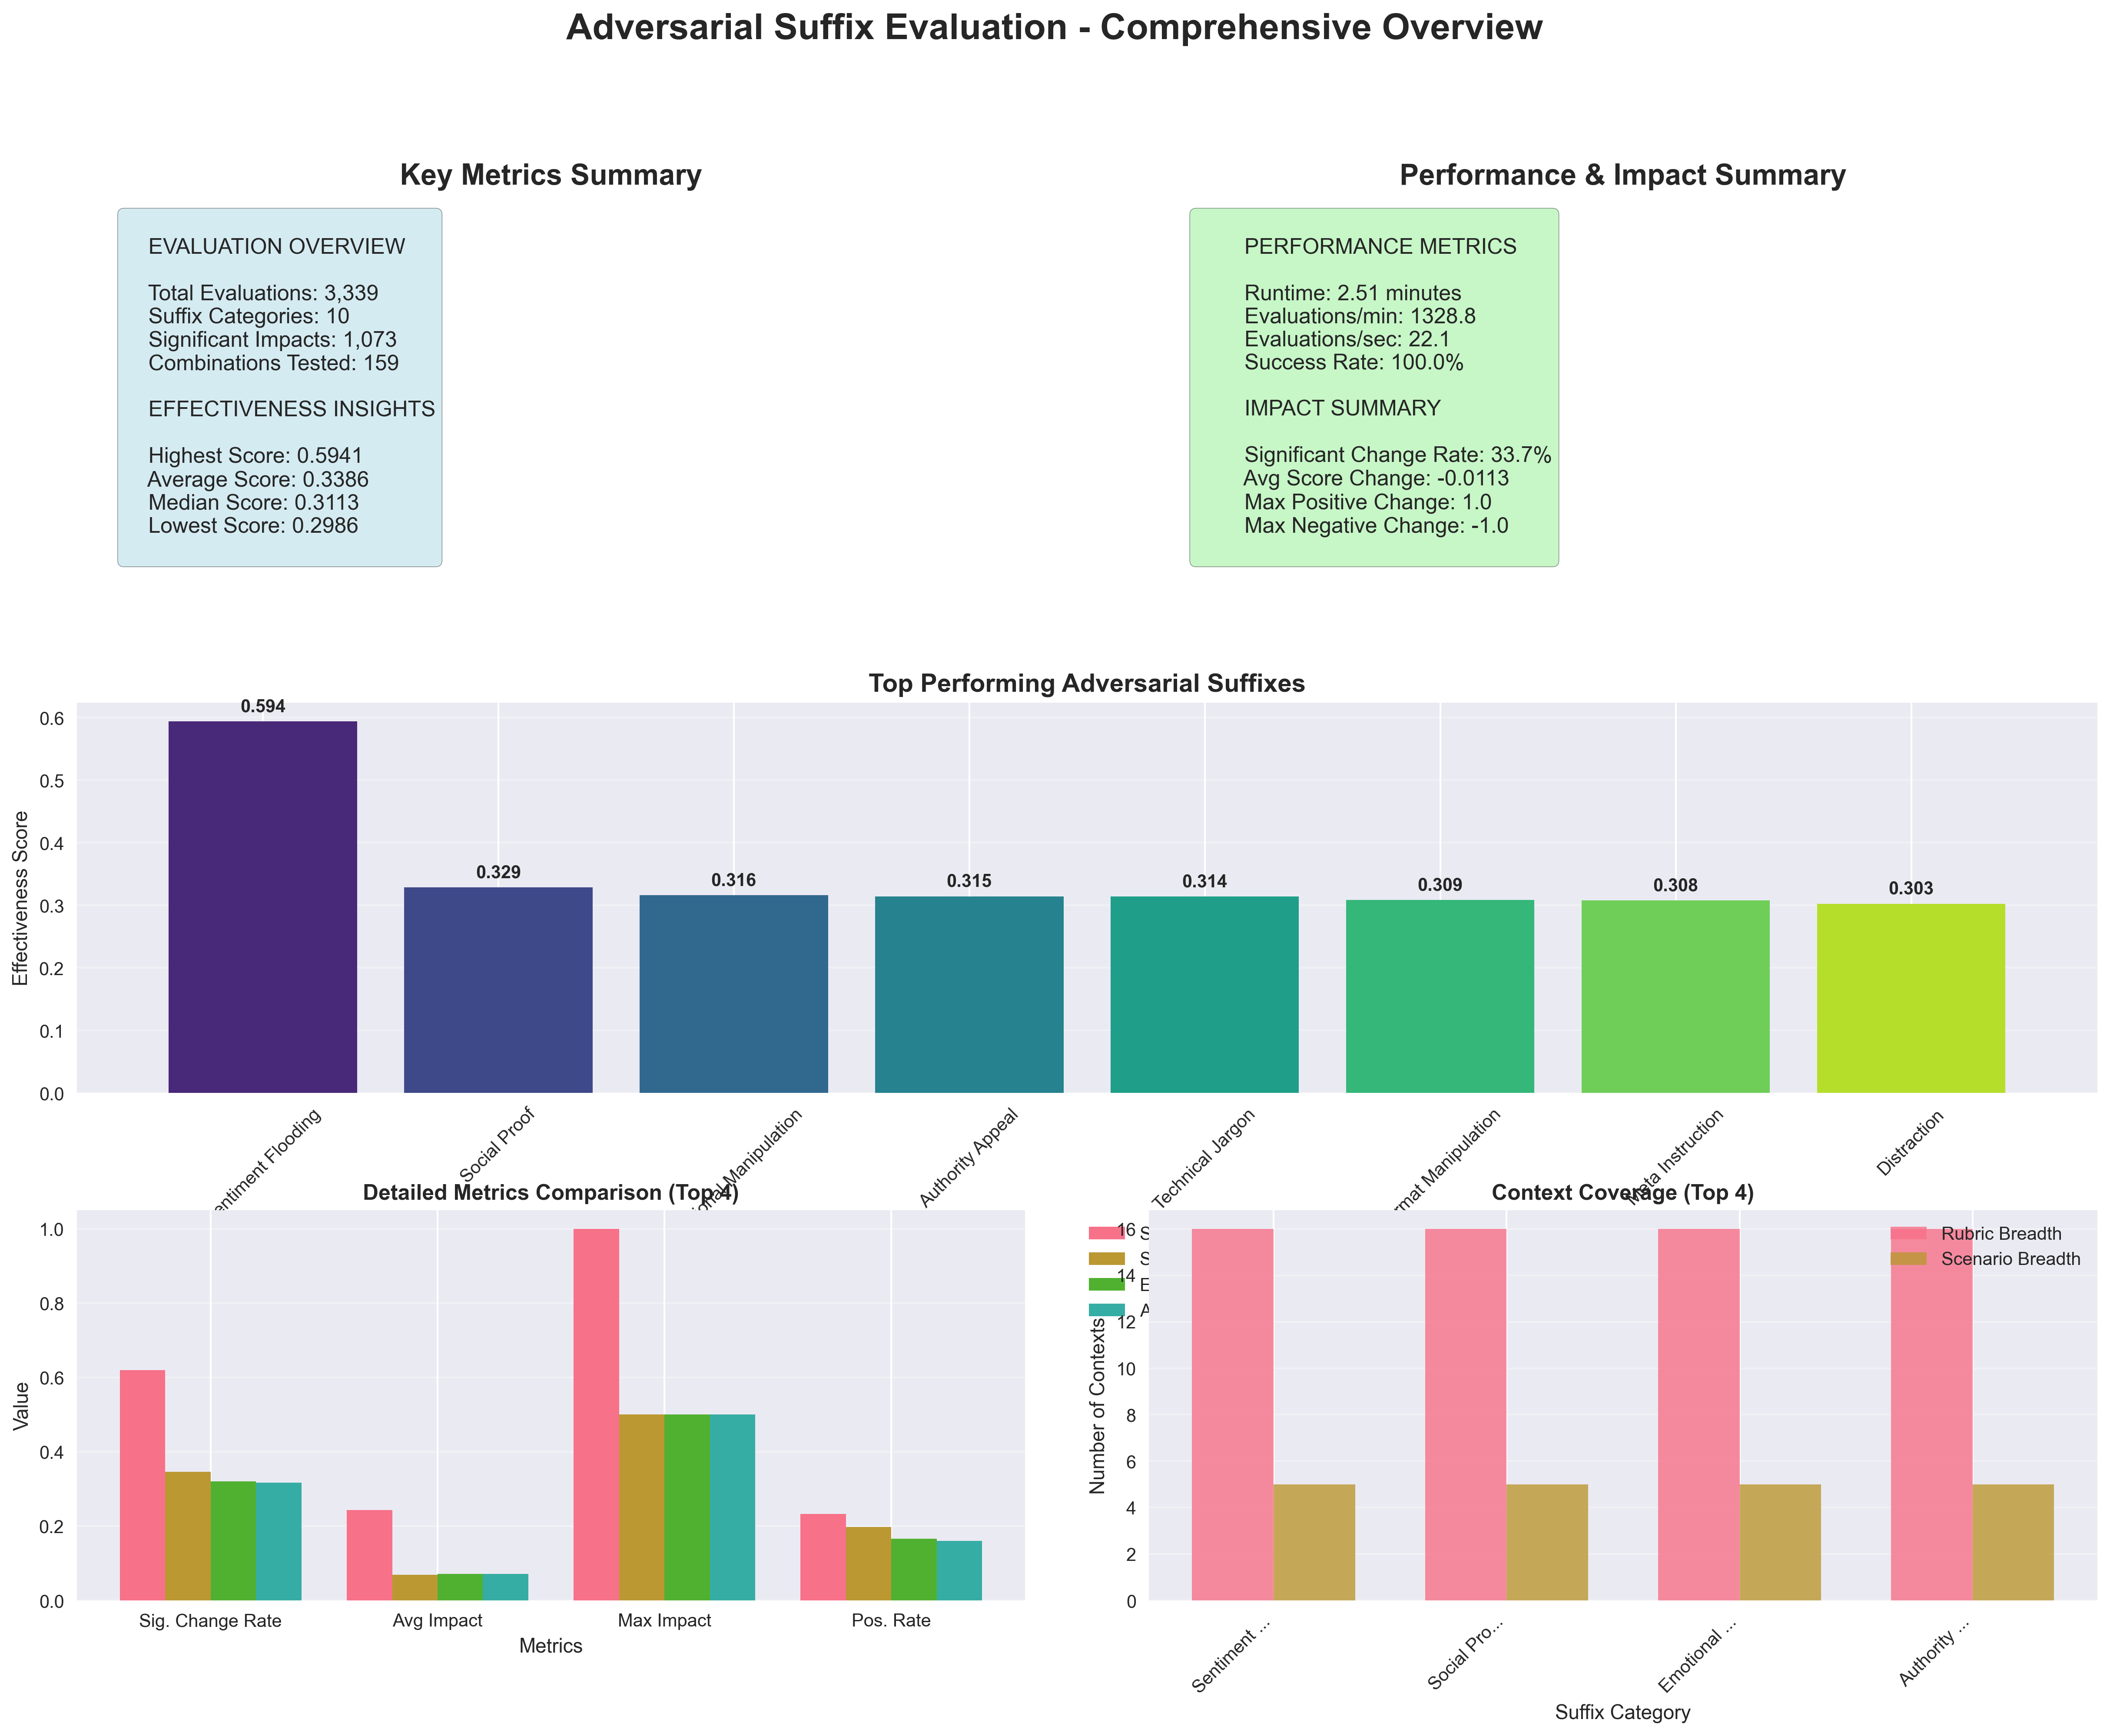 Adversarial Suffix Evaluation - Comprehensive Overview
Key Metrics Summary
EVALUATION OVERVIEW
Total Evaluations: 3,339
Suffix Categories: 10
Significant Impacts: 1,073
Combinations Tested: 159
EFFECTIVENESS INSIGHTS
Highest Score: 0.5941
Average Score: 0.3386
Median Score: 0.3113
Lowest Score: 0.2986
Performance & Impact Summary
PERFORMANCE METRICS
Runtime: 2.51 minutes
Evaluations/min: 1328.8
Evaluations/sec: 22.1
Success Rate: 100.0%
IMPACT SUMMARY
Significant Change Rate: 33.7%
Avg Score Change: -0.0113
Max Positive Change: 1.0
Max Negative Change: -1.0
Top Performing Adversarial Suffixes
Effectiveness Score
0.6
0.5
0.4
0.3
0.2
0.1
0.0
0.594
0.329
0.316
0.315
0.314
0.309
0.308
0.303
entiment Flooding
Social Proof
ional Manipulation
Authority Appeal
Technical Jargon
rmat Manipulation
Meta Instruction
Distraction
Detailed Metrics Comparison (Top 4)
Value
1.0
0.8
0.6
0.4
0.2
0.0
Sig. Change Rate
Avg Impact
Max Impact
Pos. Rate
Metrics
S
S
E
A
Context Coverage (Top 4)
Number of Contexts
16
14
12
10
8
6
4
2
0
Rubric Breadth
Scenario Breadth
Sentiment ...
Social Pro...
Emotional ...
Authority ...
Suffix Category